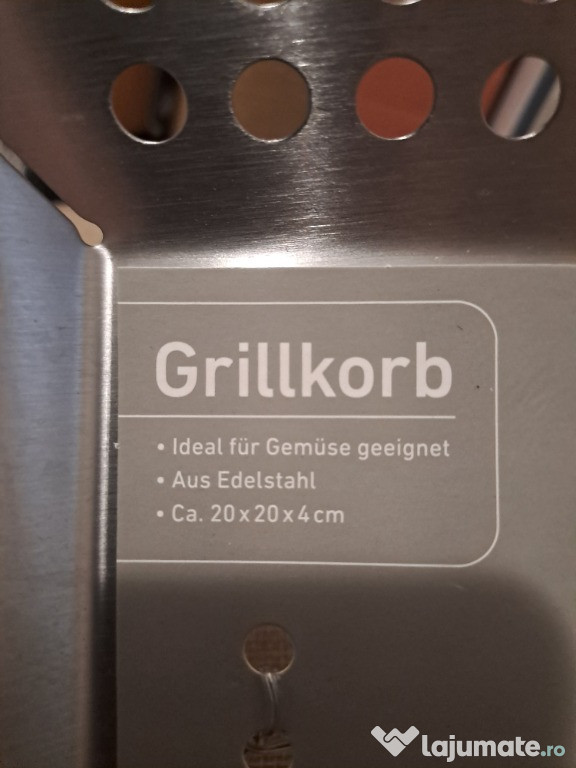 Grillkorb
• Ideal für Gemüse geeignet
• Aus Edelstahl
• Ca. 20 x 20 x 4 cm
lajumate.ro